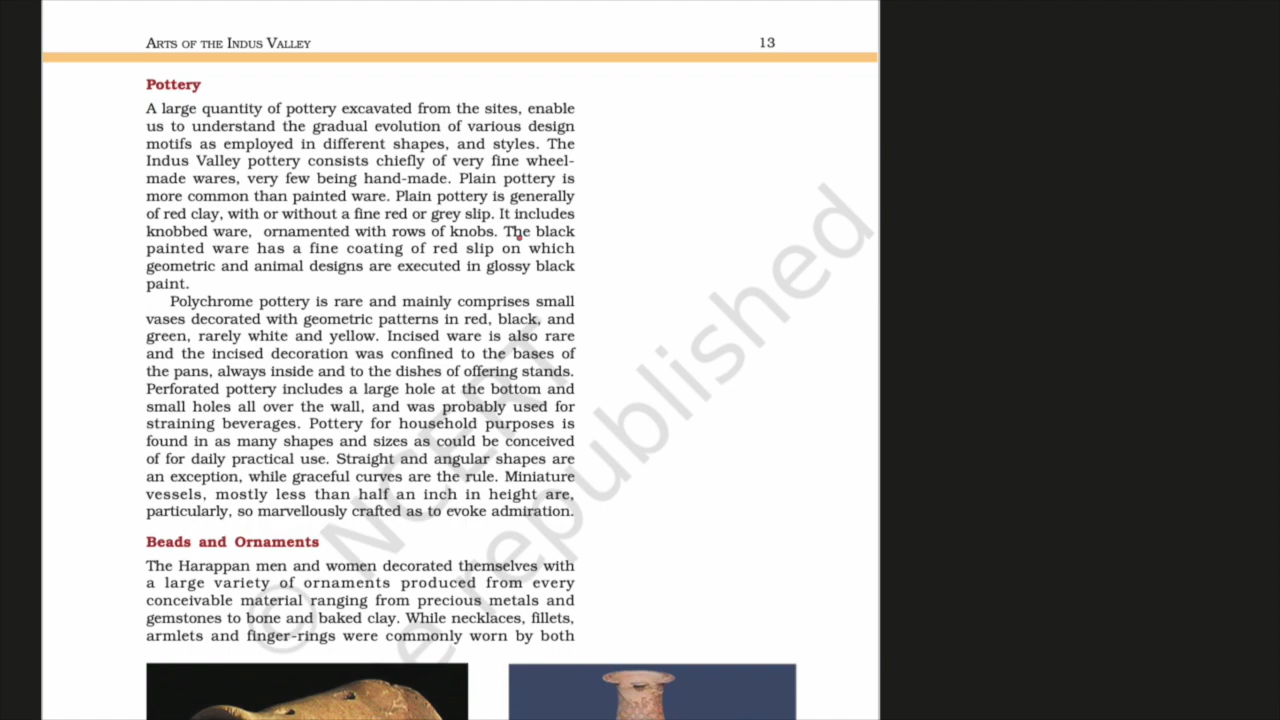 ARTS OF THE INDUS VALLEY 13
Pottery
A large quantity of pottery excavated from the sites, enable
us to understand the gradual evolution of various design
motifs as employed in different shapes, and styles. The
Indus Valley pottery consists chiefly of very fine wheel-
made wares, very few being hand-made. Plain pottery is
more common than painted ware. Plain pottery is generally
of red clay, with or without a fine red or grey slip. It includes
knobbed ware, ornamented with rows of knobs. The black
painted ware has a fine coating of red slip on which
geometric and animal designs are executed in glossy black
paint.
Polychrome pottery is rare and mainly comprises small
vases decorated with geometric patterns in red, black, and
green, rarely white and yellow. Incised ware is also rare
and the incised decoration was confined to the bases of
the pans, always inside and to the dishes of offering stands.
Perforated pottery includes a large hole at the bottom and
small holes all over the wall, and was probably used for
straining beverages. Pottery for household purposes is
found in as many shapes and sizes as could be conceived
of for daily practical use. Straight and angular shapes are
an exception, while graceful curves are the rule. Miniature
vessels, mostly less than half an inch in height are,
particularly, so marvellously crafted as to evoke admiration.
Beads and Ornaments
The Harappan men and women decorated themselves with
a large variety of ornaments produced from every
conceivable material ranging from precious metals and
gemstones to bone and baked clay. While necklaces, fillets,
armlets and finger-rings were commonly worn by both
© NCERT
e republished